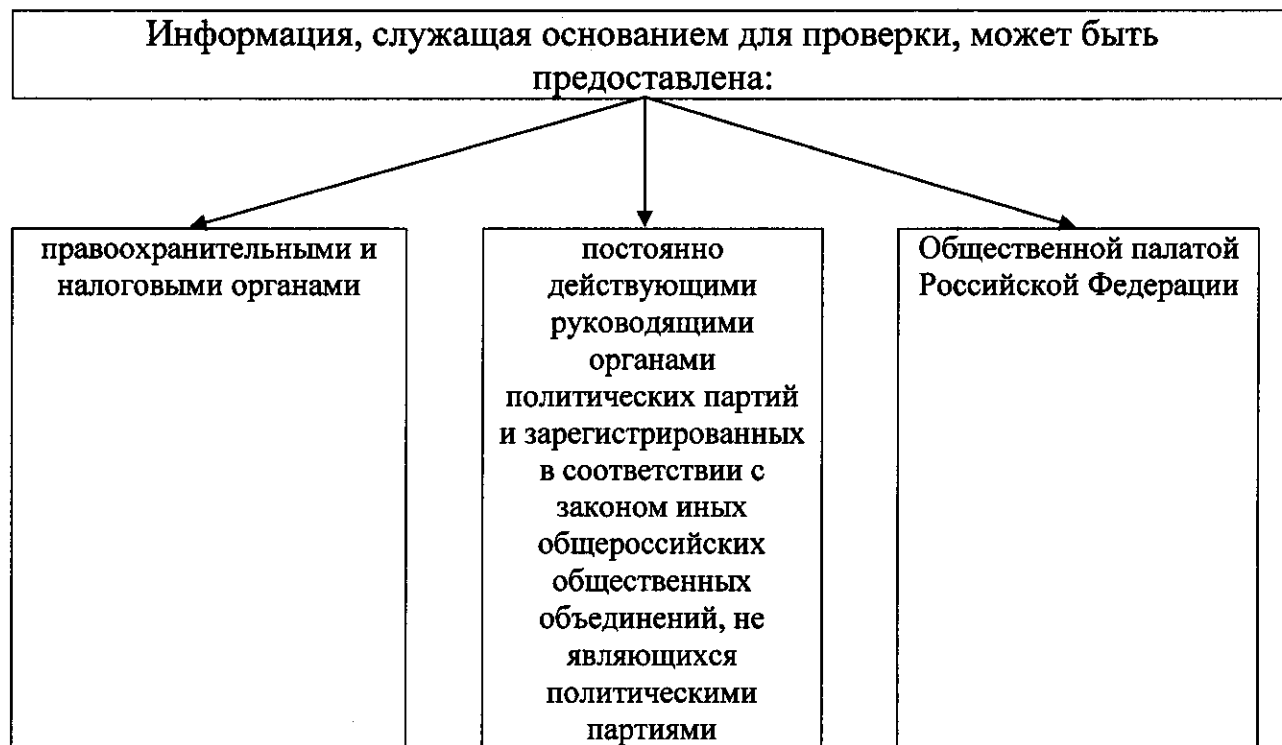 Информация, служащая основанием для проверки, может быть
предоставлена:
правоохранительными и
налоговыми органами
постоянно
действующими
руководящими
органами
политических партий
и зарегистрированных
в соответствии с
законом иных
общероссийских
общественных
объединений, не
являющихся
политическими
партиями
Общественной палатой
Российской Федерации